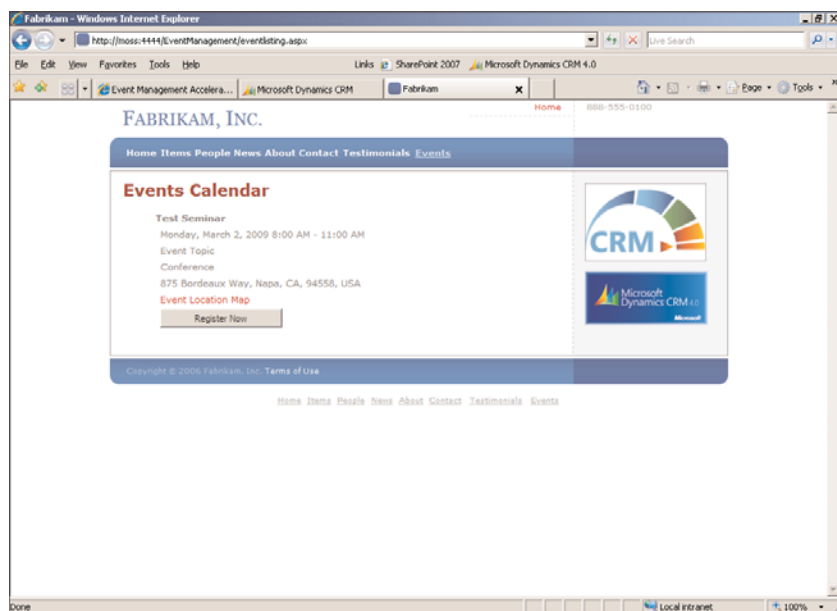 Fabrikam - Windows Internet Explorer
http://moss:4444/EventManagement/eventlisting.aspx
Live Search
File Edit View Favorites Tools Help
Links SharePoint 2007 Microsoft Dynamics CRM 4.0
Event Management Accelera... Microsoft Dynamics CRM Fabrikam
Page Tools
FABRIKAM, INC.
Home 888-555-0100
Home Items People News About Contact Testimonials Events
Events Calendar
Test Seminar
Monday, March 2, 2009 8:00 AM - 11:00 AM
Event Topic
Conference
875 Bordeaux Way, Napa, CA, 94558, USA
Event Location Map
Register Now
CRM
Microsoft
Dynamics CRM 4.0
Microsoft
Copyright © 2006 Fabrikam, Inc. Terms of Use
Home Items People News About Contact Testimonials Events
Done
Local intranet
100%